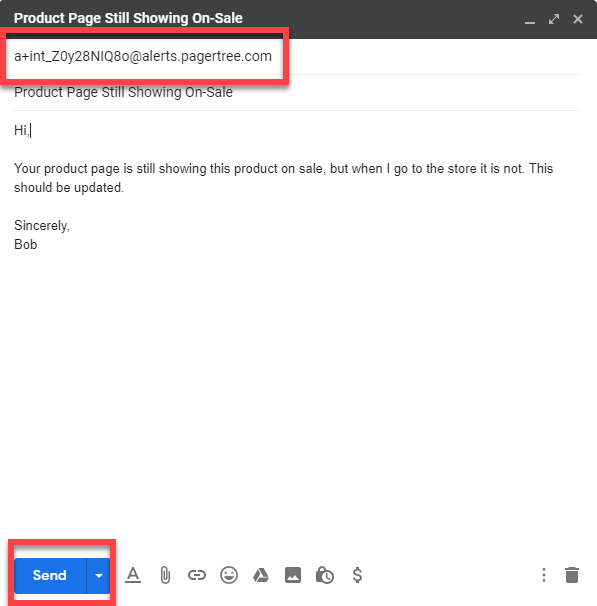 Product Page Still Showing On-Sale
a+int_Z0y28NIQ8o@alerts.pagertree.com
Product Page Still Showing On-Sale
Hi,
Your product page is still showing this product on sale, but when I go to the store it is not. This
should be updated.
Sincerely,
Bob
Send